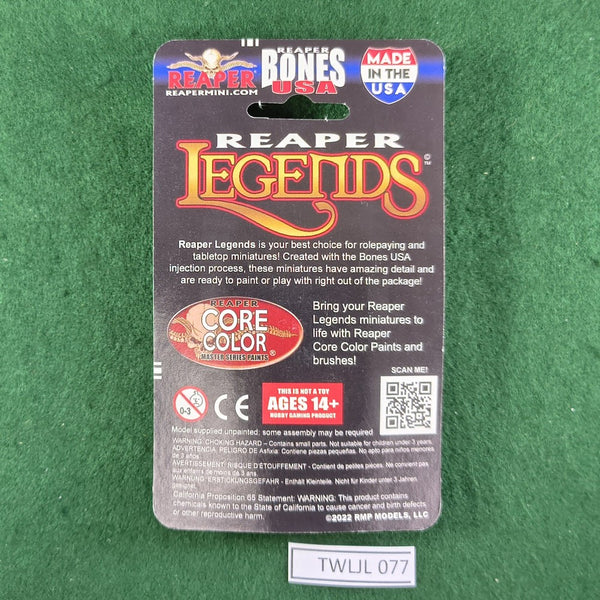 REAPER
REAPERMINI.COM
REAPER
BONES
USA
MADE
IN THE
USA
REAPER
LEGENDS
© ™
Reaper Legends is your best choice for rolepaying and
tabletop miniatures! Created with the Bones USA
injection process, these miniatures have amazing detail and
are ready to paint or play with right out of the package!
REAPER
CORE
COLOR
MASTER SERIES PAINTS®
Bring your Reaper
Legends miniatures to
life with Reaper
Core Color Paints and
brushes!
SCAN ME!
0-3
CE
THIS IS NOT A TOY
AGES 14+
HOBBY GAMING PRODUCT
Model supplied unpainted: some assembly may be required
WARNING: CHOKING HAZARD – Contains small parts. Not suitable for children under 3 years.
ADVERTENCIA, PELIGRO DE Asfixia: Contiene piezas pequeñas. No apto para niños menores
de 3 años.
AVERTISSEMENT: RISQUE D'ÉTOUFFEMENT - Contient de petites pièces. Ne convient pas
aux enfants de moins de 3 ans
WARNUNG: ERSTICKUNGSGEFAHR - Enthält Kleinteile. Nicht für Kinder unter 3 Jahren
geeignet.
California Proposition 65 Statement: WARNING: This product contains
chemicals known to the State of California to cause cancer and birth defects
or other reproductive harm.
©2022 RMP MODELS, LLC
TWLJL 077